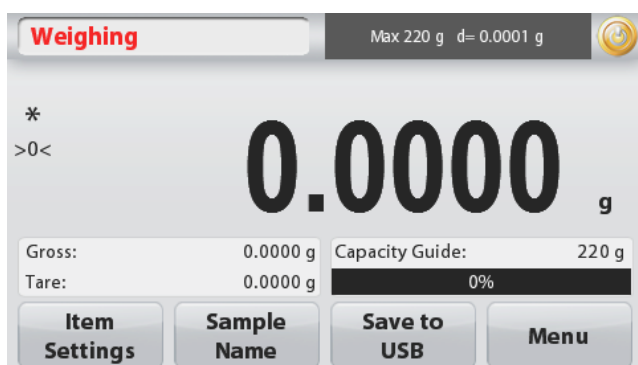 Weighing
Max 220 g d= 0.0001 g
*
>0<
0.0000 g
Gross: 0.0000 g
Tare: 0.0000 g
Capacity Guide: 220 g
0%
Item
Settings
Sample
Name
Save to
USB
Menu